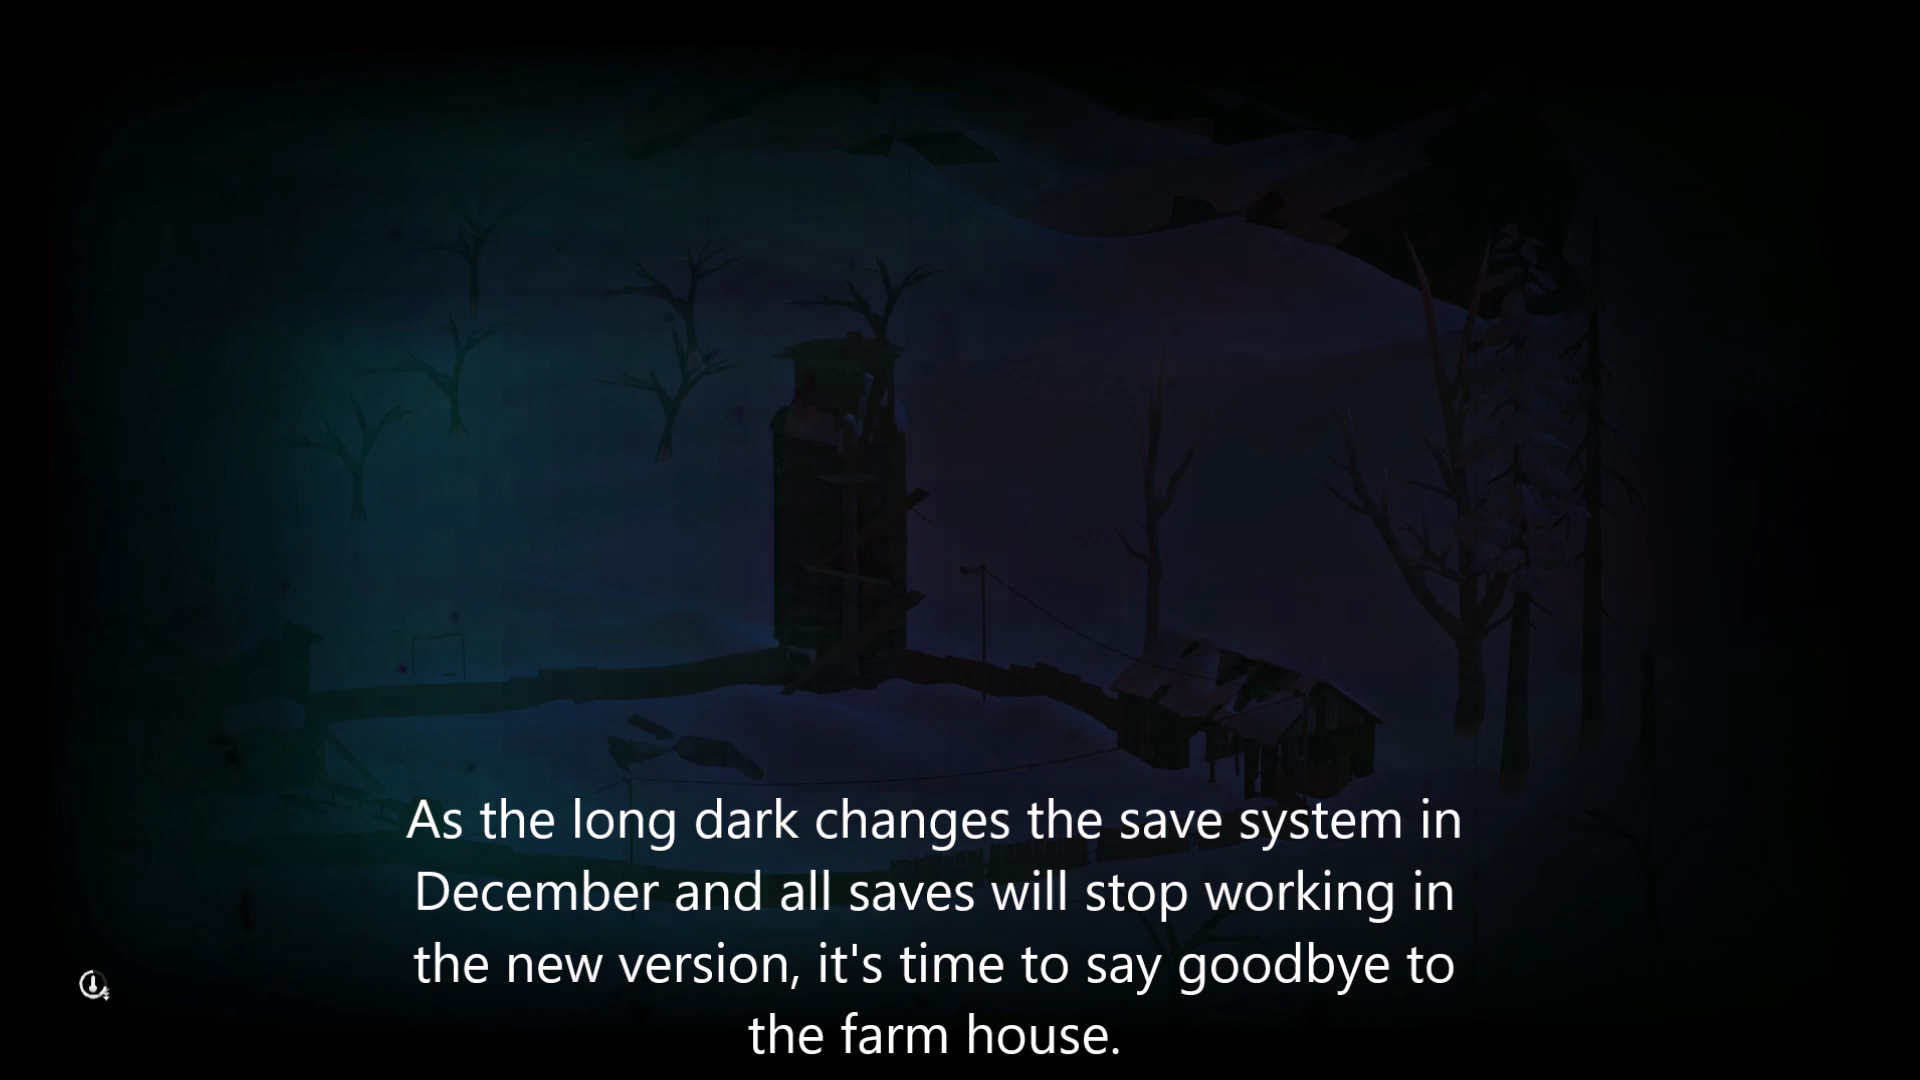 As the long dark changes the save system in
December and all saves will stop working in
the new version, it's time to say goodbye to
the farm house.